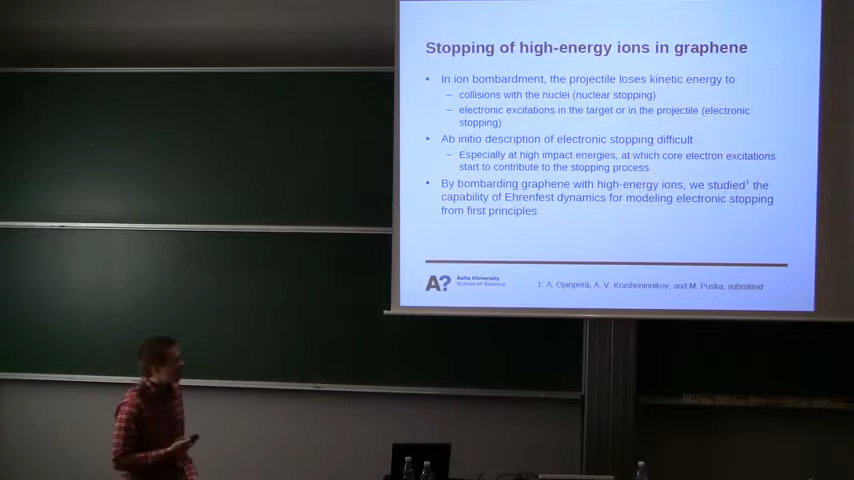 Stopping of high-energy ions in graphene
• In ion bombardment, the projectile loses kinetic energy to
– collisions with the nuclei (nuclear stopping)
– electronic excitations in the target or in the projectile (electronic
stopping)
• Ab initio description of electronic stopping difficult
– Especially at high impact energies, at which core electron excitations
start to contribute to the stopping process
• By bombarding graphene with high-energy ions, we studied¹ the
capability of Ehrenfest dynamics for modeling electronic stopping
from first principles
A?
Aalto University
School of Science
1: A. Ojanperä, A. V. Krasheninnikov, and M. Puska, submitted